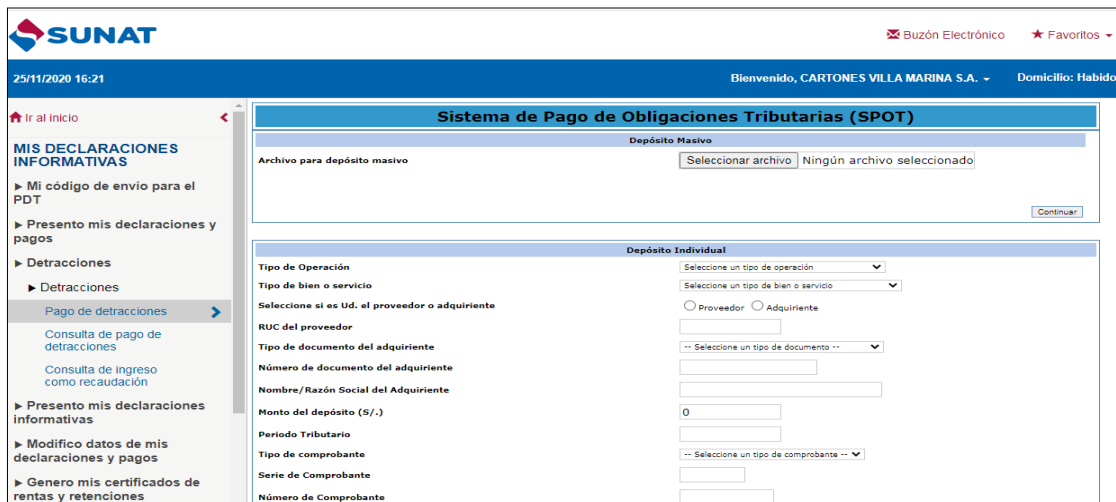 SUNAT
Buzón Electrónico
Favoritos
25/11/2020 16:21
Bienvenido, CARTONES VILLA MARINA S.A.
Domicilio: Habido
Ir al inicio
MIS DECLARACIONES
INFORMATIVAS
Mi código de envío para el
PDT
Presento mis declaraciones y
pagos
Detracciones
Detracciones
Pago de detracciones
Consulta de pago de
detracciones
Consulta de ingreso
como recaudación
Presento mis declaraciones
informativas
Modifico datos de mis
declaraciones y pagos
Genero mis certificados de
rentas y retenciones
Sistema de Pago de Obligaciones Tributarias (SPOT)
Depósito Masivo
Archivo para depósito masivo
Seleccionar archivo Ningún archivo seleccionado
Continuar
Depósito Individual
Tipo de Operación
Seleccione un tipo de operación
Tipo de bien o servicio
Seleccione un tipo de bien o servicio
Seleccione si es Ud. el proveedor o adquiriente
Proveedor Adquiriente
RUC del proveedor
Tipo de documento del adquiriente
-- Seleccione un tipo de documento --
Número de documento del adquiriente
Nombre/Razón Social del Adquiriente
Monto del depósito (S/.)
0
Periodo Tributario
Tipo de comprobante
-- Seleccione un tipo de comprobante --
Serie de Comprobante
Número de Comprobante